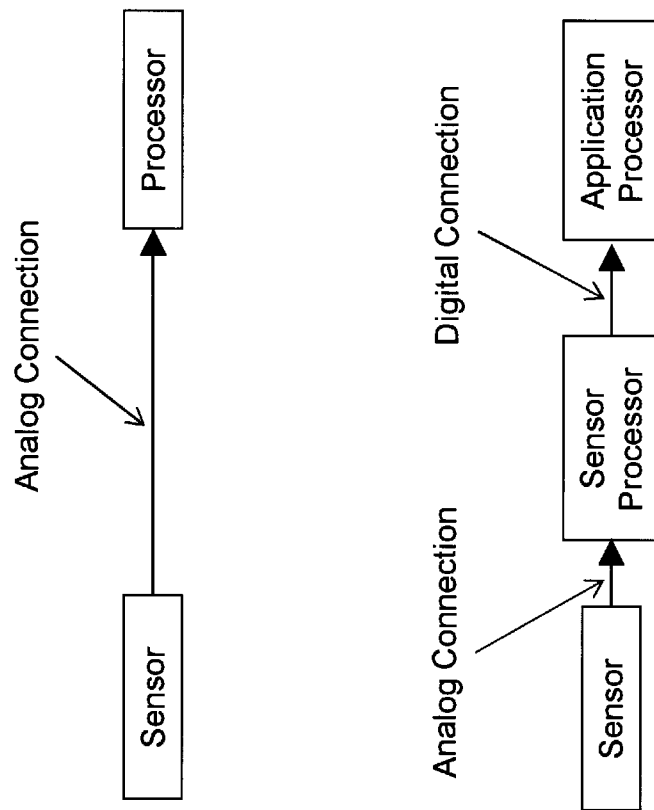 Analog Connection
Sensor
Processor
Analog Connection
Digital Connection
Sensor
Sensor
Processor
Application
Processor